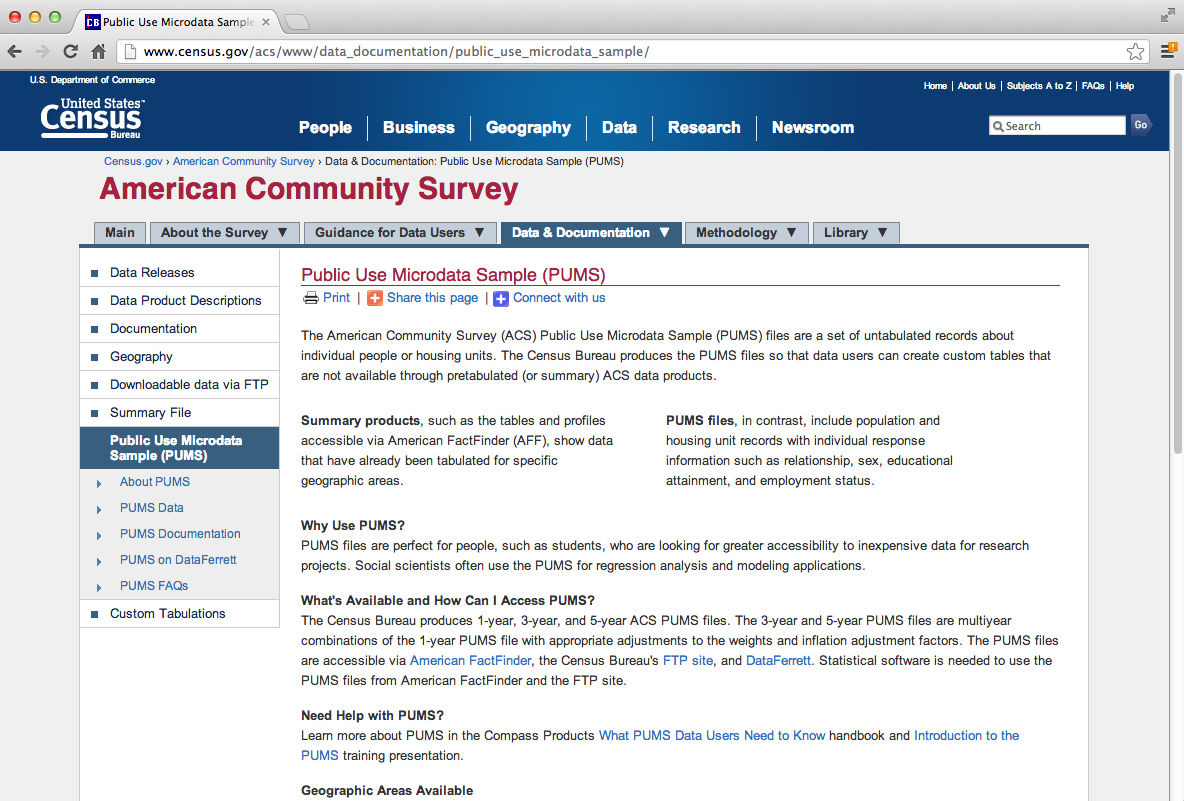 CB Public Use Microdata Sample
www.census.gov/acs/www/data_documentation/public_use_microdata_sample/
U.S. Department of Commerce
Home | About Us | Subjects A to Z | FAQs | Help
United States™
Census
Bureau
People Business Geography Data Research Newsroom
Search Go
Census.gov › American Community Survey › Data & Documentation: Public Use Microdata Sample (PUMS)
American Community Survey
Main About the Survey ▼ Guidance for Data Users ▼ Data & Documentation ▼ Methodology ▼ Library ▼
Data Releases
Data Product Descriptions
Documentation
Geography
Downloadable data via FTP
Summary File
Public Use Microdata
Sample (PUMS)
About PUMS
PUMS Data
PUMS Documentation
PUMS on DataFerrett
PUMS FAQs
Custom Tabulations
Public Use Microdata Sample (PUMS)
Print | Share this page | Connect with us
The American Community Survey (ACS) Public Use Microdata Sample (PUMS) files are a set of untabulated records about
individual people or housing units. The Census Bureau produces the PUMS files so that data users can create custom tables that
are not available through pretabulated (or summary) ACS data products.
Summary products, such as the tables and profiles
accessible via American FactFinder (AFF), show data
that have already been tabulated for specific
geographic areas.
PUMS files, in contrast, include population and
housing unit records with individual response
information such as relationship, sex, educational
attainment, and employment status.
Why Use PUMS?
PUMS files are perfect for people, such as students, who are looking for greater accessibility to inexpensive data for research
projects. Social scientists often use the PUMS for regression analysis and modeling applications.
What's Available and How Can I Access PUMS?
The Census Bureau produces 1-year, 3-year, and 5-year ACS PUMS files. The 3-year and 5-year PUMS files are multiyear
combinations of the 1-year PUMS file with appropriate adjustments to the weights and inflation adjustment factors. The PUMS files
are accessible via American FactFinder, the Census Bureau's FTP site, and DataFerrett. Statistical software is needed to use the
PUMS files from American FactFinder and the FTP site.
Need Help with PUMS?
Learn more about PUMS in the Compass Products What PUMS Data Users Need to Know handbook and Introduction to the
PUMS training presentation.
Geographic Areas Available